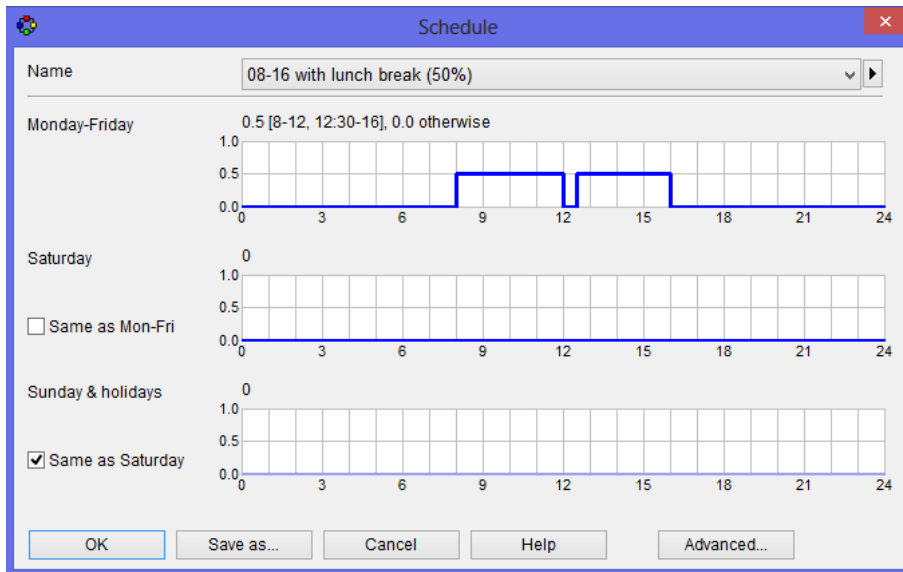 Schedule
Name
08-16 with lunch break (50%)
Monday-Friday
0.5 [8-12, 12:30-16], 0.0 otherwise
1.0
0.5
0.0
0 3 6 9 12 15 18 21 24
Saturday
0
1.0
0.5
Same as Mon-Fri
0.0
0 3 6 9 12 15 18 21 24
Sunday & holidays
0
1.0
0.5
Same as Saturday
0.0
0 3 6 9 12 15 18 21 24
OK Save as... Cancel Help Advanced...